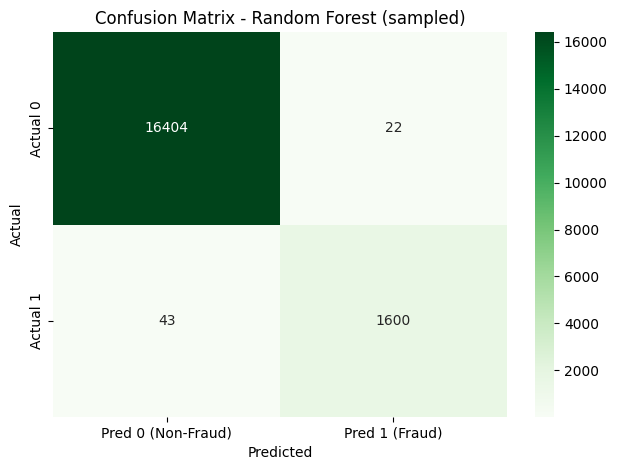 Confusion Matrix - Random Forest (sampled)
Actual
Actual 0
16404
22
Actual 1
43
1600
Pred 0 (Non-Fraud)
Pred 1 (Fraud)
Predicted
16000
14000
12000
10000
8000
6000
4000
2000